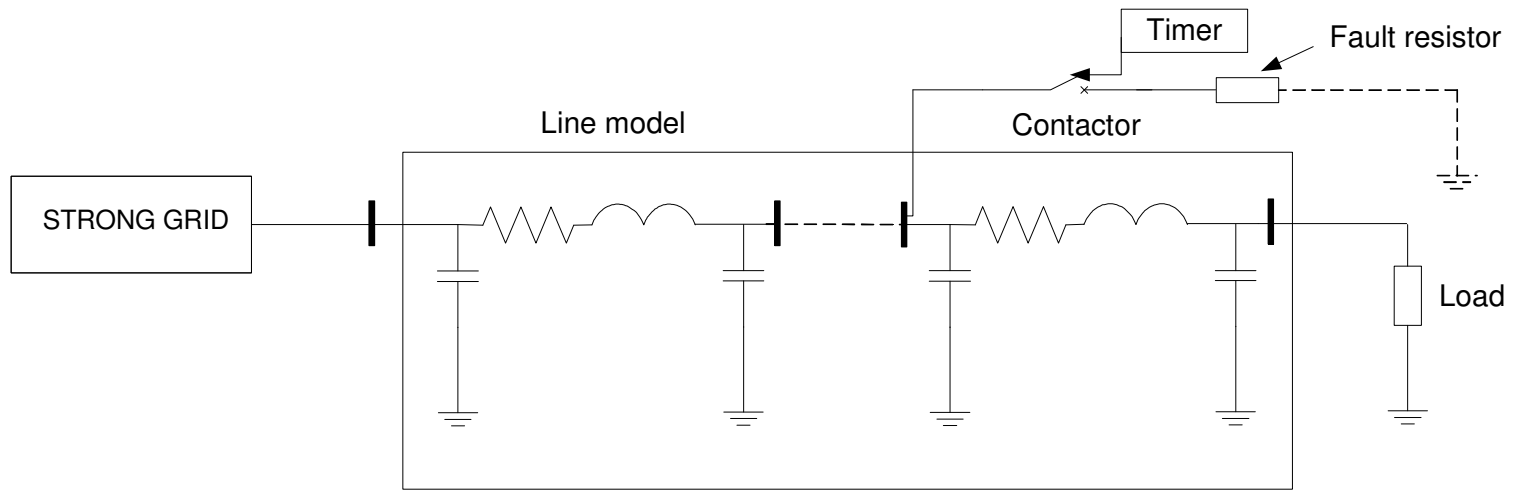 Timer
Fault resistor
Line model
Contactor
STRONG GRID
Load